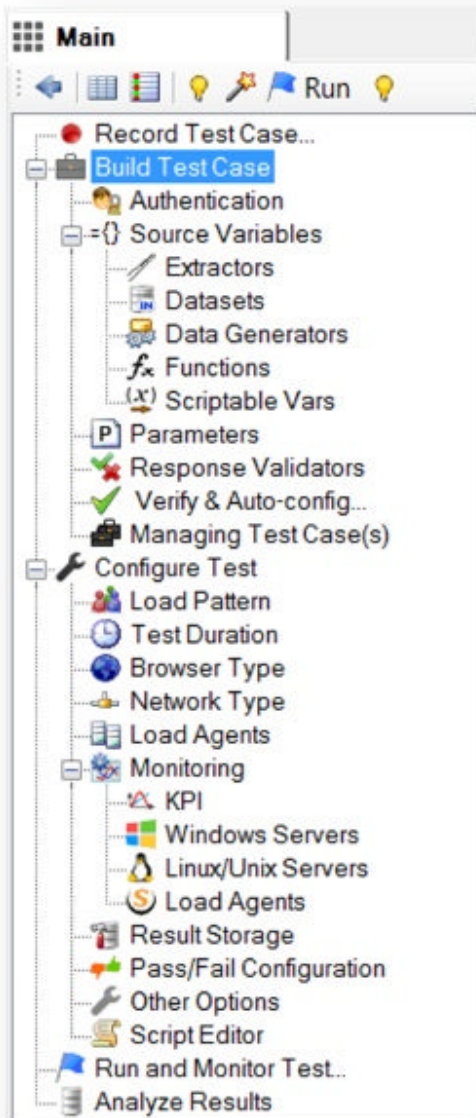 Main
Run
Record Test Case...
Build Test Case
Authentication
={} Source Variables
Extractors
IN Datasets
Data Generators
fx Functions
(x) Scriptable Vars
P Parameters
Response Validators
Verify & Auto-config...
Managing Test Case(s)
Configure Test
Load Pattern
Test Duration
Browser Type
Network Type
Load Agents
Monitoring
KPI
Windows Servers
Linux/Unix Servers
S Load Agents
Result Storage
Pass/Fail Configuration
Other Options
Script Editor
Run and Monitor Test...
Analyze Results